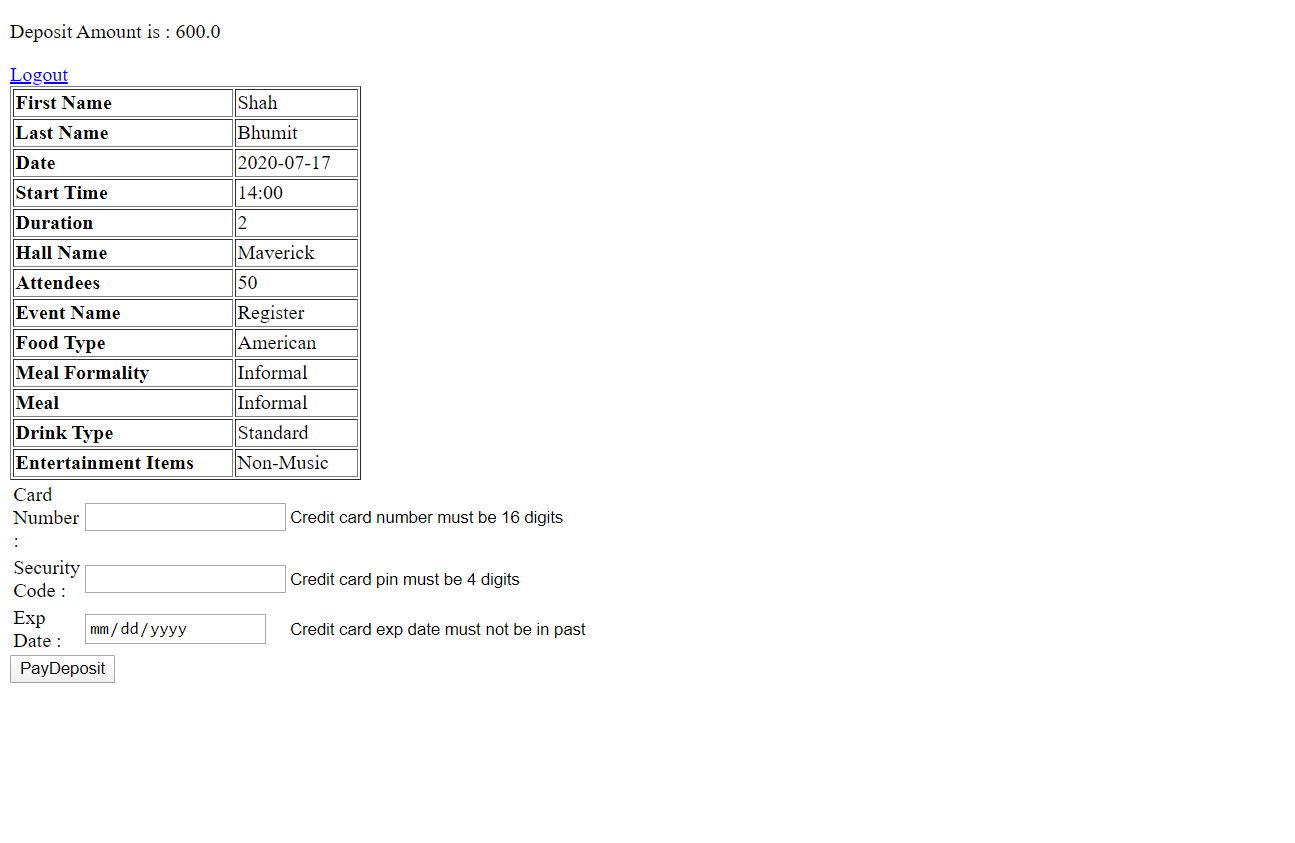 Deposit Amount is : 600.0
Logout
First Name Shah
Last Name Bhumit
Date 2020-07-17
Start Time 14:00
Duration 2
Hall Name Maverick
Attendees 50
Event Name Register
Food Type American
Meal Formality Informal
Meal Informal
Drink Type Standard
Entertainment Items Non-Music
Card
Number Credit card number must be 16 digits
:
Security
Code : Credit card pin must be 4 digits
Exp
Date : mm/dd/yyyy Credit card exp date must not be in past
PayDeposit